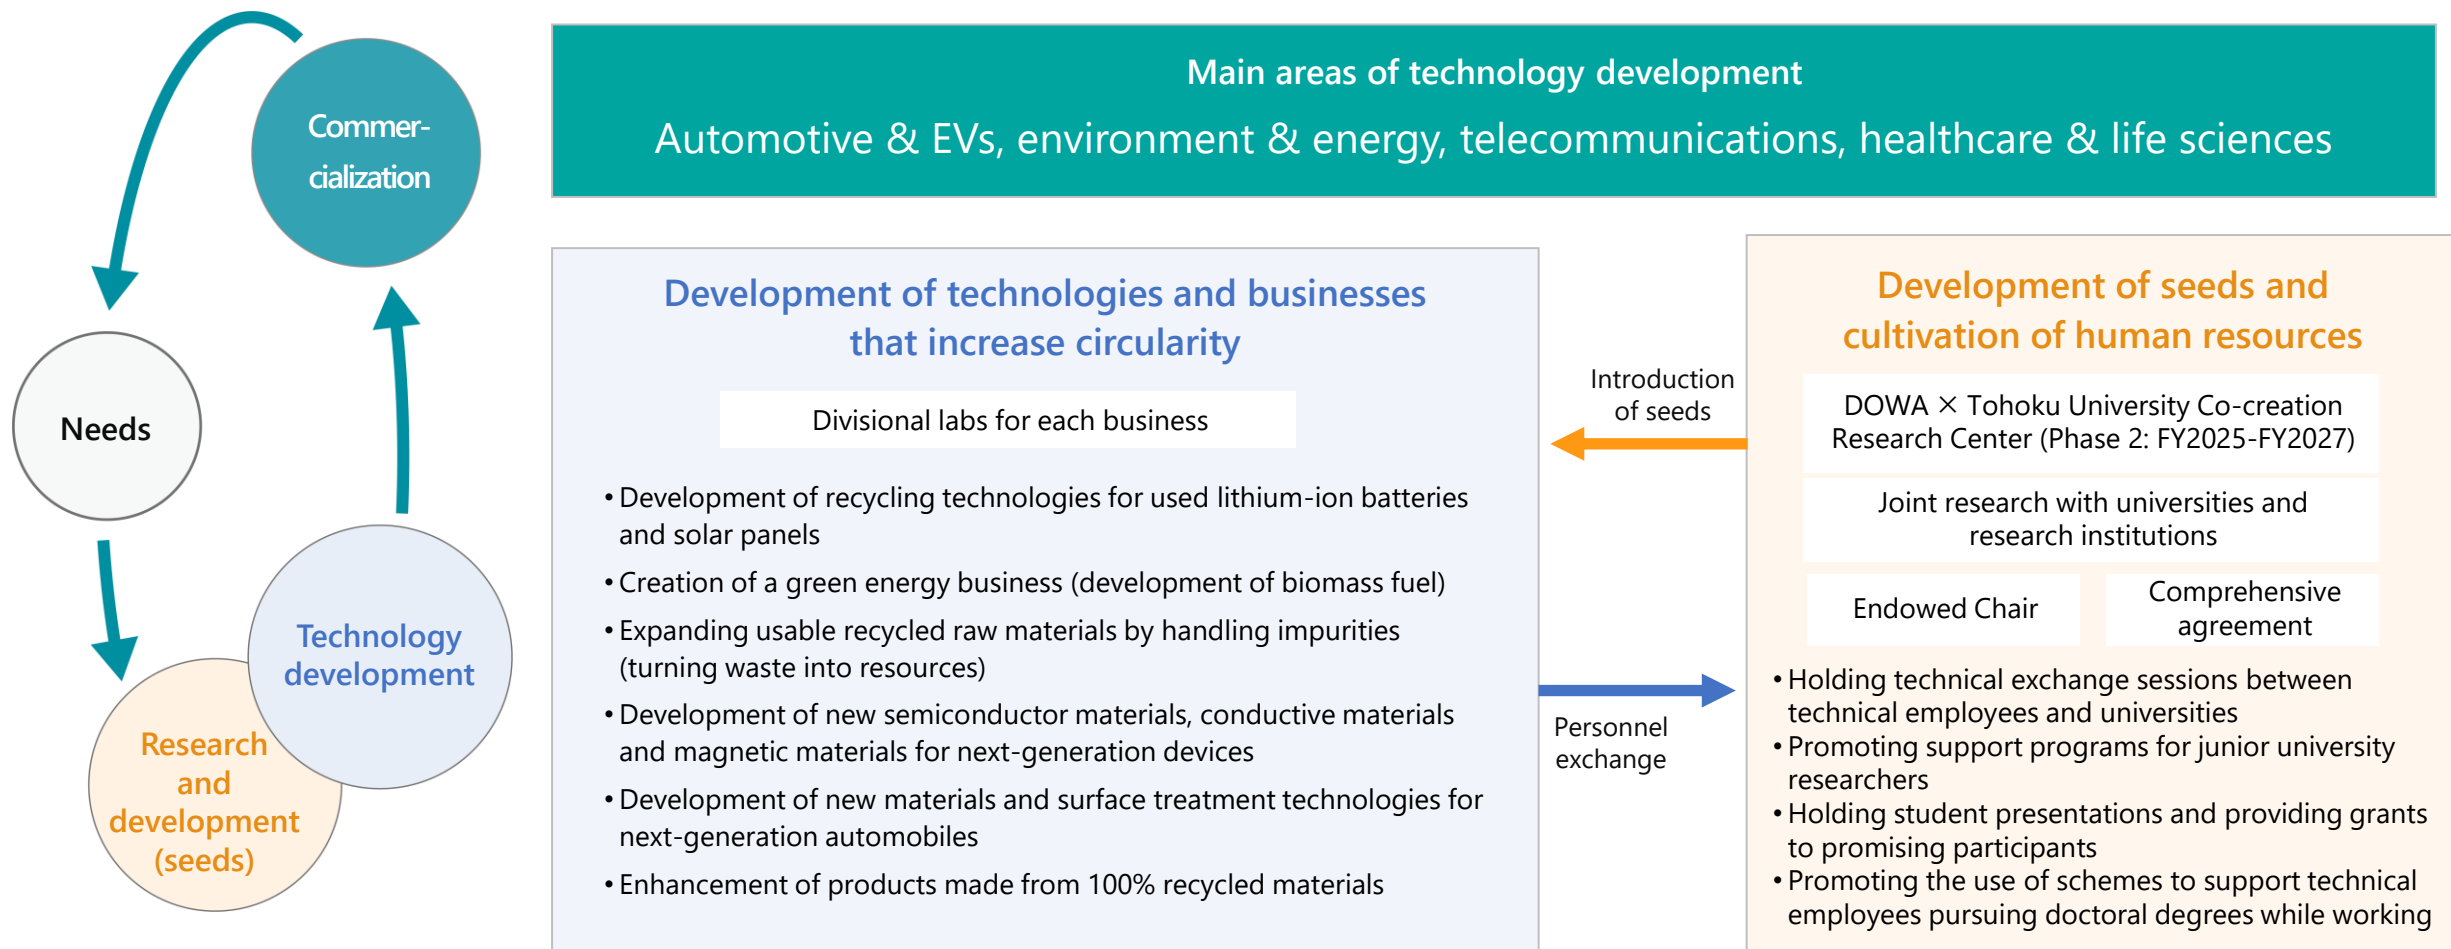 Commer-
cialization
Needs
Technology
development
Research
and
development
(seeds)
Main areas of technology development
Automotive & EVs, environment & energy, telecommunications, healthcare & life sciences
Development of technologies and businesses
that increase circularity
Divisional labs for each business
• Development of recycling technologies for used lithium-ion batteries
and solar panels
• Creation of a green energy business (development of biomass fuel)
• Expanding usable recycled raw materials by handling impurities
(turning waste into resources)
• Development of new semiconductor materials, conductive materials
and magnetic materials for next-generation devices
• Development of new materials and surface treatment technologies for
next-generation automobiles
• Enhancement of products made from 100% recycled materials
Introduction
of seeds
Personnel
exchange
Development of seeds and
cultivation of human resources
DOWA × Tohoku University Co-creation
Research Center (Phase 2: FY2025-FY2027)
Joint research with universities and
research institutions
Endowed Chair
Comprehensive
agreement
• Holding technical exchange sessions between
technical employees and universities
• Promoting support programs for junior university
researchers
• Holding student presentations and providing grants
to promising participants
• Promoting the use of schemes to support technical
employees pursuing doctoral degrees while working